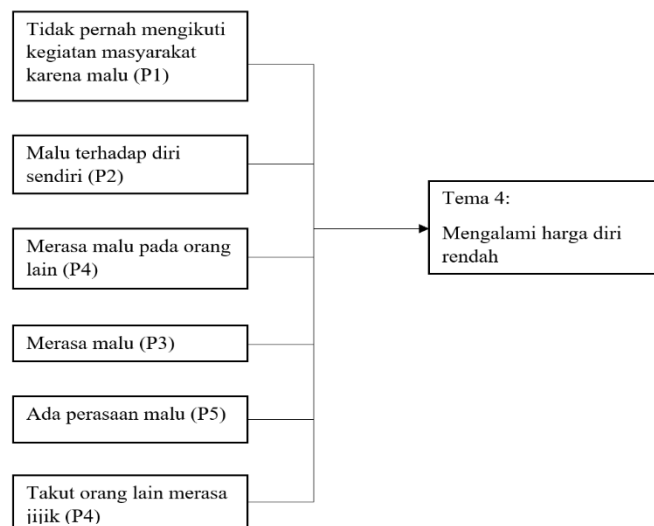 Tidak pernah mengikuti
kegiatan masyarakat
karena malu (P1)
Malu terhadap diri
sendiri (P2)
Merasa malu pada orang
lain (P4)
Merasa malu (P3)
Ada perasaan malu (P5)
Takut orang lain merasa
jijik (P4)
Tema 4:
Mengalami harga diri
rendah